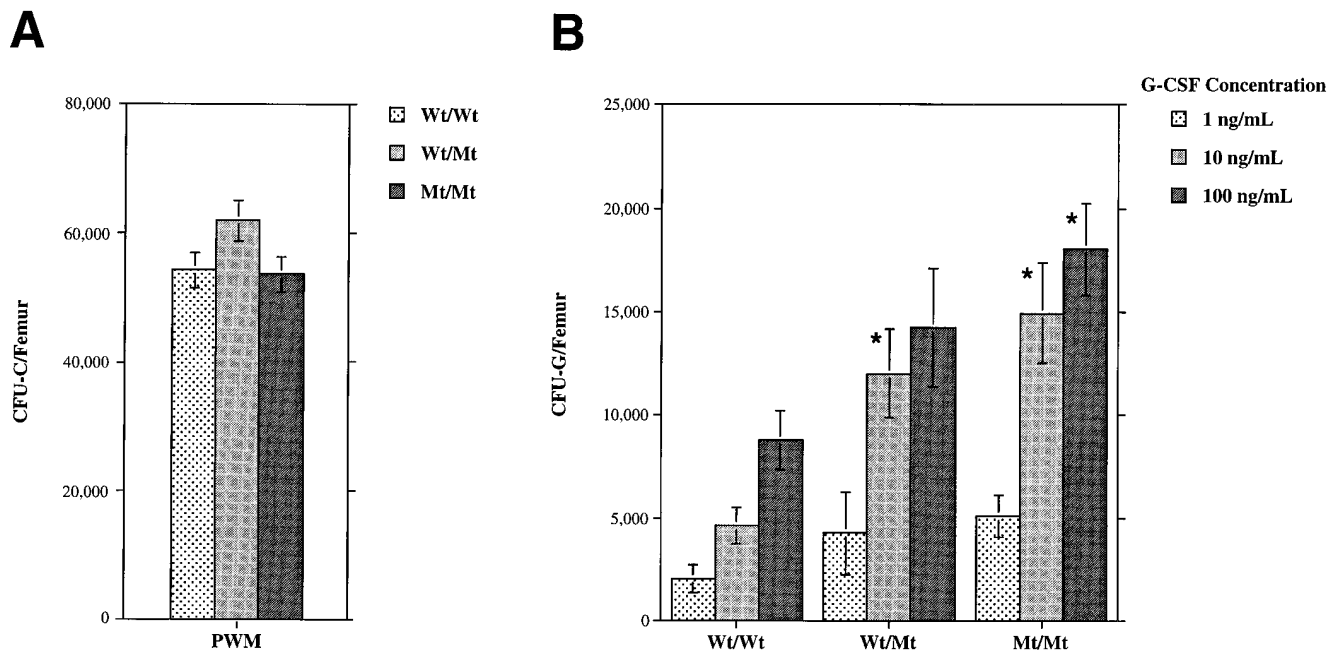 A
B
80,000
60,000
40,000
20,000
0
CFU-C/Femur
PWM
Wt/Wt
Wt/Mt
Mt/Mt
25,000
20,000
15,000
10,000
5,000
0
CFU-G/Femur
*
*
*
Wt/Wt
Wt/Mt
Mt/Mt
G-CSF Concentration
1 ng/mL
10 ng/mL
100 ng/mL